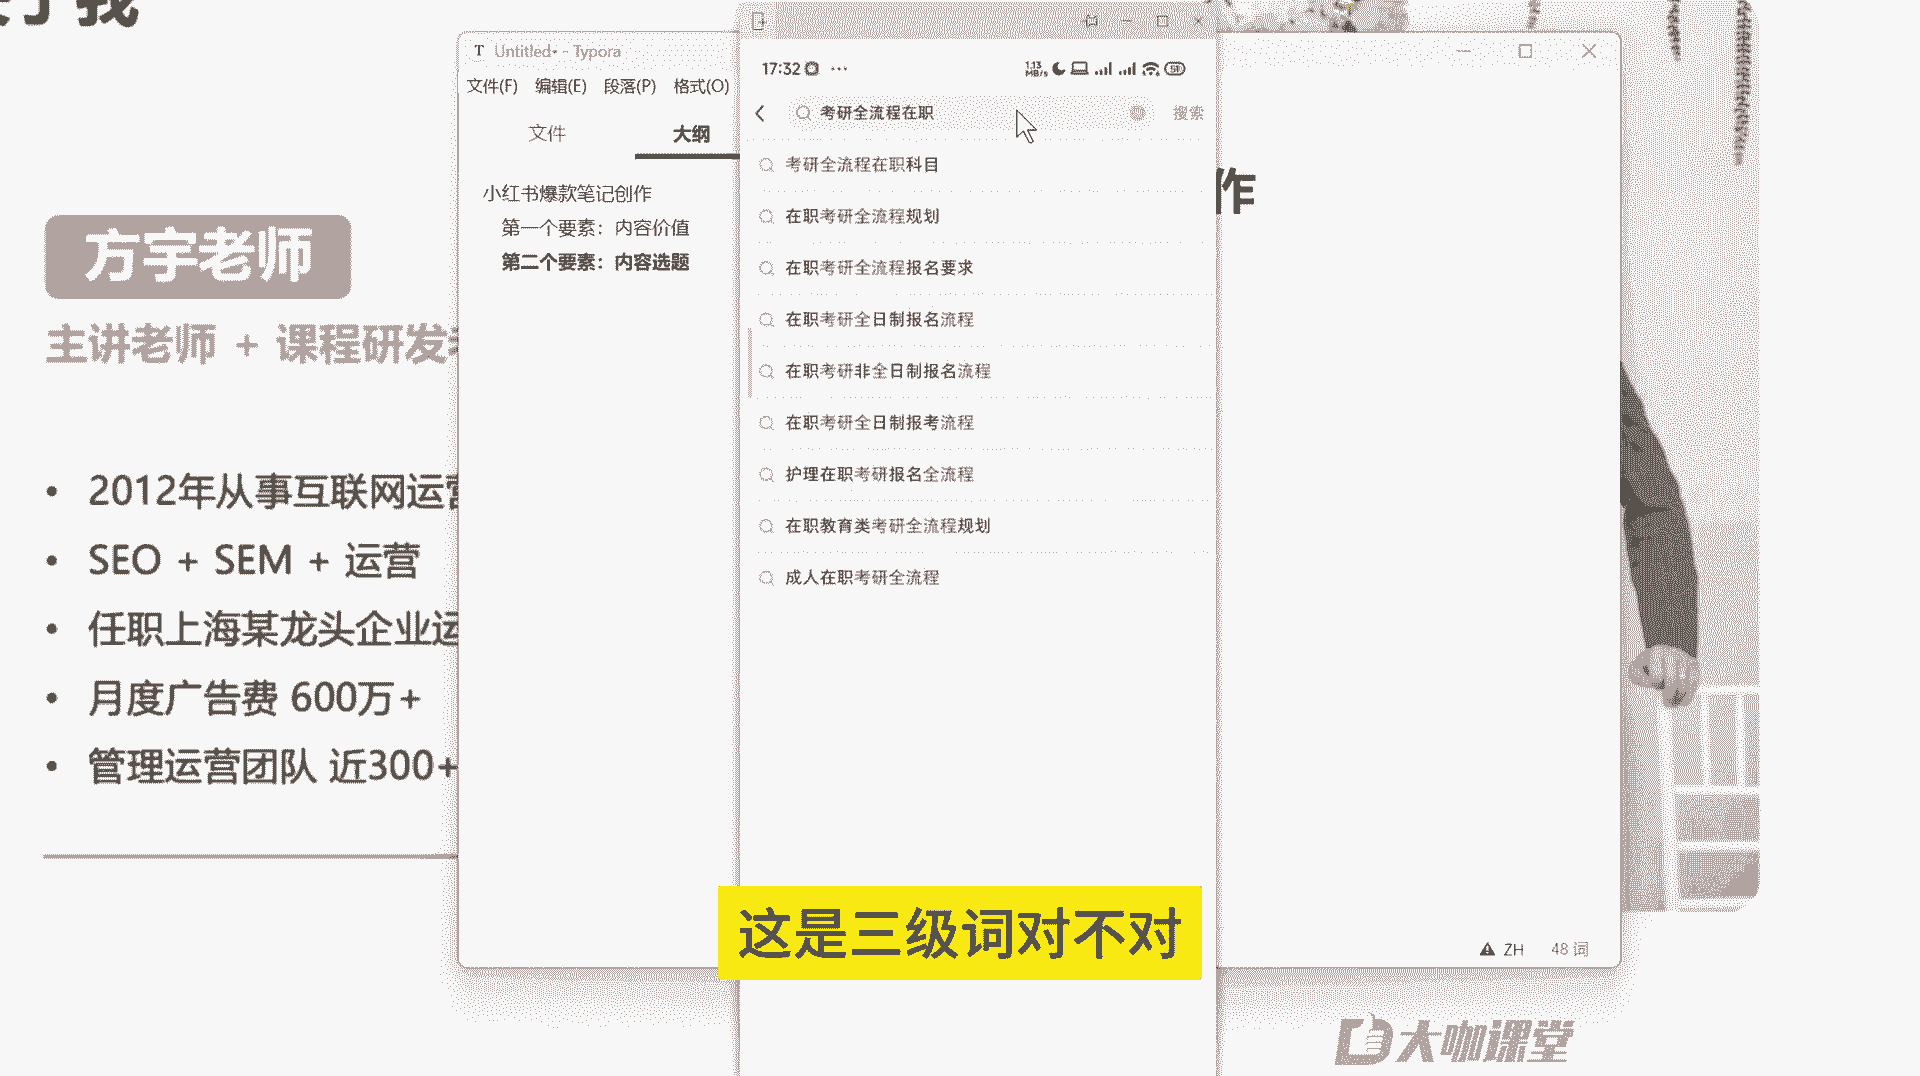 Untitled• - Typora
文件(F) 编辑(E) 段落(P) 格式(O)
文件 大纲
小红书爆款笔记创作
第一个要素：内容价值
第二个要素：内容选题
17:32
1.13 MB/s
考研全流程在职 搜索
考研全流程在职科目
在职考研全流程规划
在职考研全流程报名要求
在职考研全日制报名流程
在职考研非全日制报名流程
在职考研全日制报考流程
护理在职考研报名全流程
在职教育类考研全流程规划
成人在职考研全流程
作
我
方宇老师
主讲老师 + 课程研发
• 2012年从事互联网运营
• SEO + SEM + 运营
• 任职上海某龙头企业运
• 月度广告费 600万+
• 管理运营团队 近300+
这是三级词对不对
ZH 48 词
大咖课堂